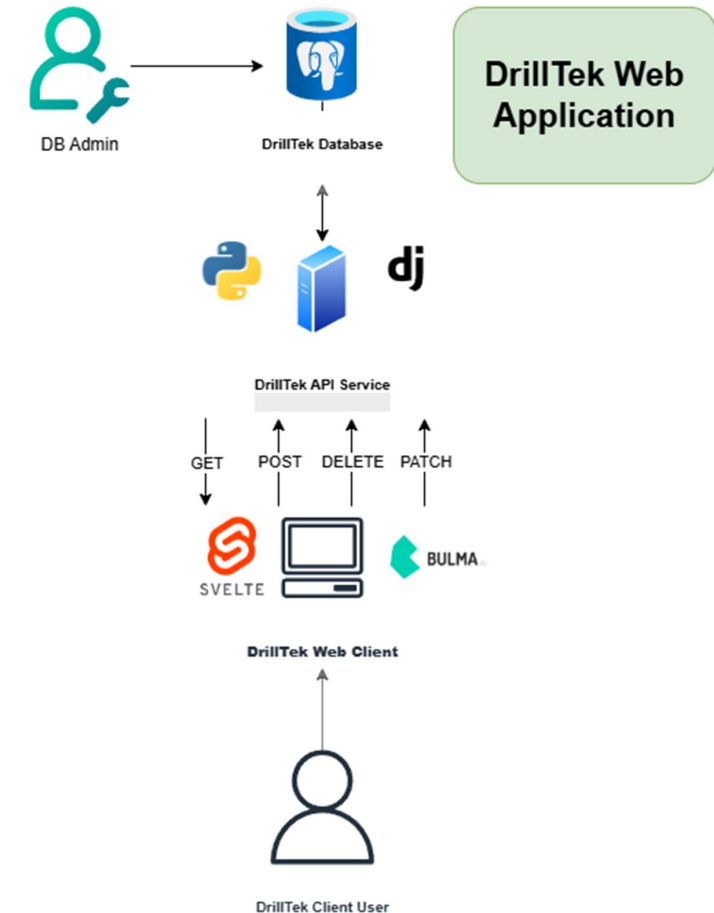 DrillTek Web
Application
DB Admin
DrillTek Database
dj
DrillTek API Service
GET
POST
DELETE
PATCH
SVELTE
BULMA
DrillTek Web Client
DrillTek Client User